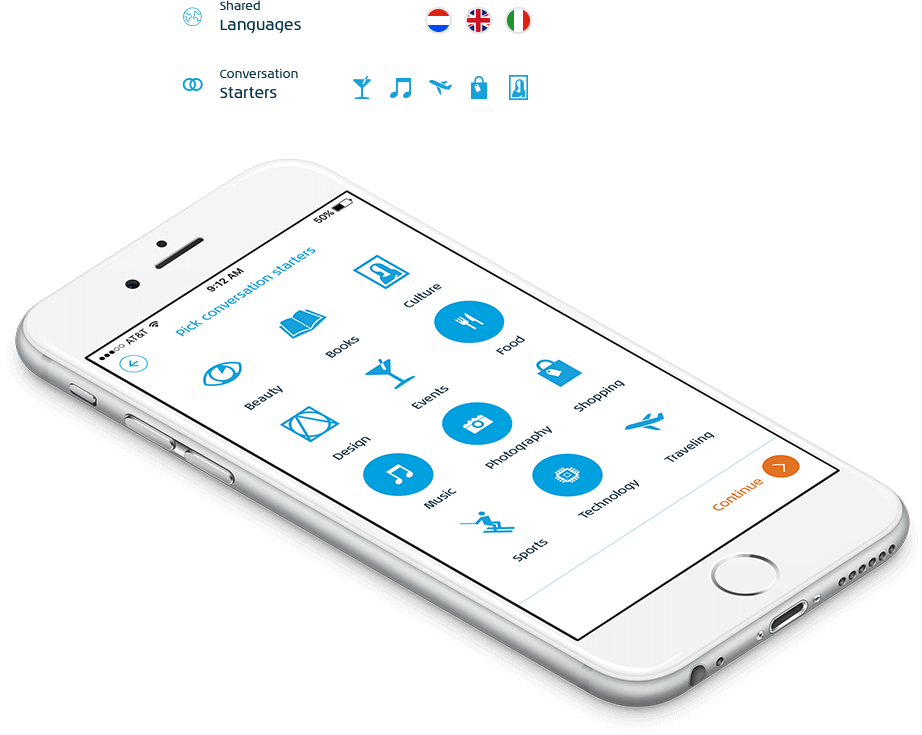 Shared
Languages
Conversation
Starters
AT&T 9:12 AM 50%
Pick conversation starters
Beauty
Books
Culture
Design
Events
Food
Music
Photography
Shopping
Sports
Technology
Traveling
Continue